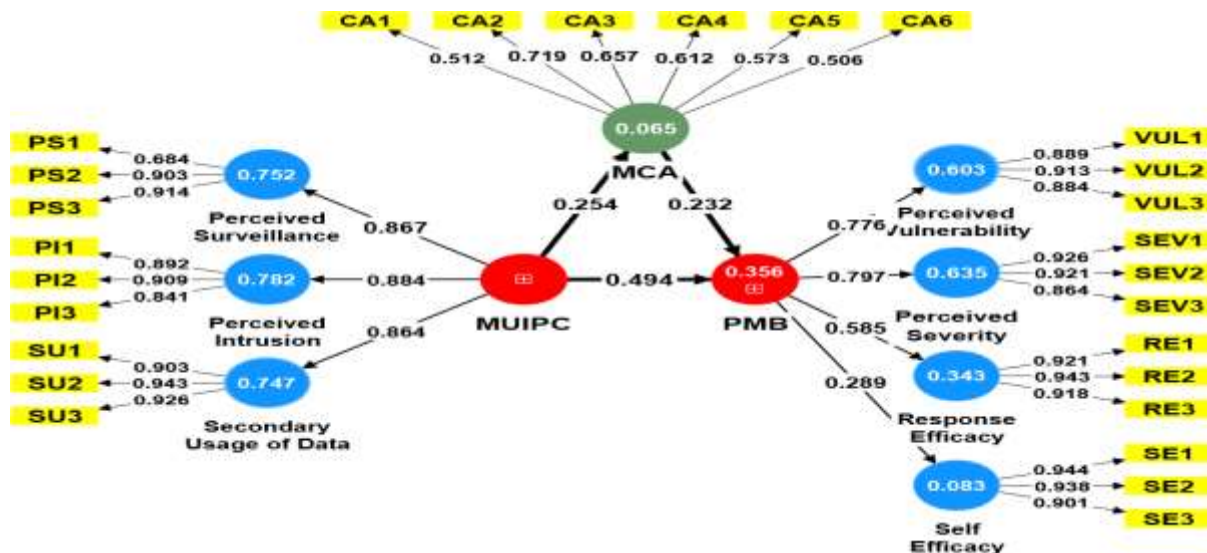 CA1 CA2 CA3 CA4 CA5 CA6
0.512 0.719 0.657 0.612 0.573 0.506
0.065
MCA
PS1
PS2
PS3
0.684
0.903
0.914
0.752
Perceived
Surveillance
0.867
PI1
PI2
PI3
0.892
0.909
0.841
0.782
Perceived
Intrusion
0.884
SU1
SU2
SU3
0.903
0.943
0.926
0.747
Secondary
Usage of Data
0.864
MUIPC
0.254
0.232
0.494
0.356
PMB
0.776
0.603
Perceived
Vulnerability
0.889
0.913
0.884
VUL1
VUL2
VUL3
0.797
0.635
Perceived
Severity
0.926
0.921
0.864
SEV1
SEV2
SEV3
0.585
0.343
Response
Efficacy
0.921
0.943
0.918
RE1
RE2
RE3
0.289
0.083
Self
Efficacy
0.944
0.938
0.901
SE1
SE2
SE3